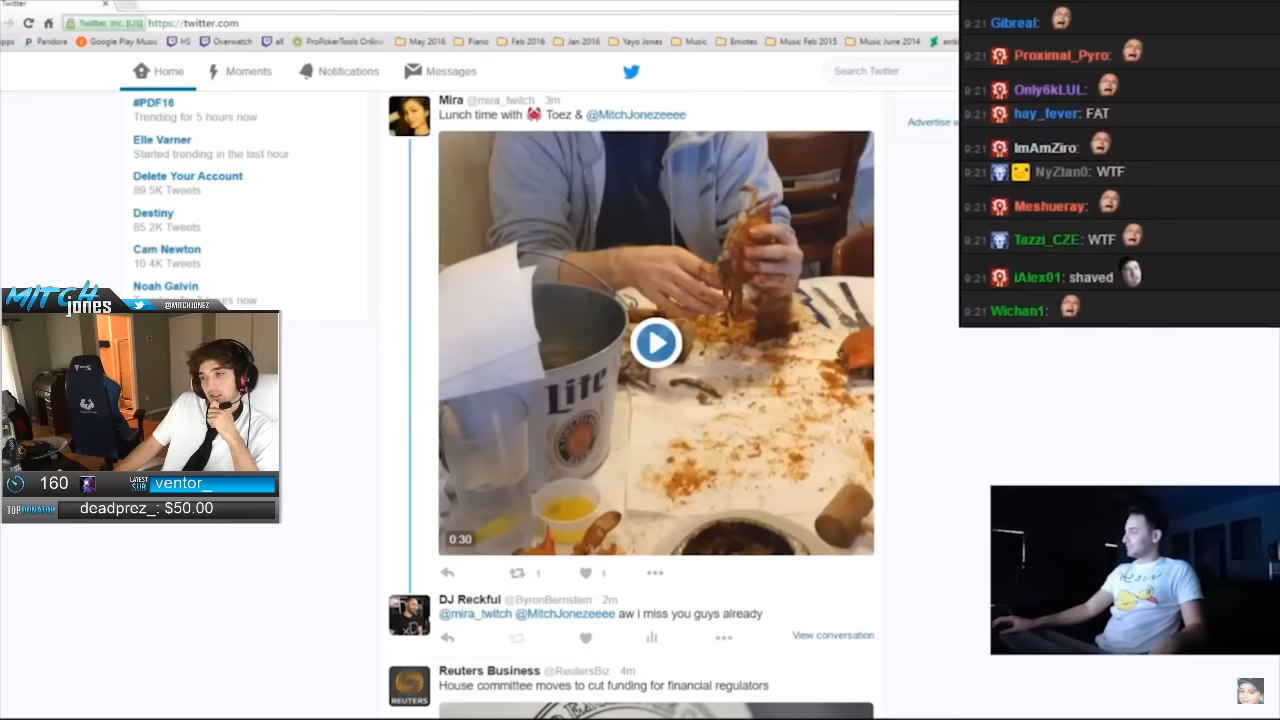 Twitter
Twitter, Inc. [US] https://twitter.com
pps Pandora Google Play Music HS Overwatch all ProPokerTools Online May 2016 Piano Feb 2016 Jan 2016 Yayo Jones Music Emotes Music Feb 2015 Music June 2014
Home Moments Notifications Messages Search Twitter
#PDF16
Trending for 5 hours now
Elle Varner
Started trending in the last hour
Delete Your Account
89.5K Tweets
Destiny
65.2K Tweets
Cam Newton
10.4K Tweets
Noah Galvin
hours now
Mira @mira_twitch 3m
Lunch time with 🦀 Toez & @MitchJonezeeee
Lite
0:30
1 1
DJ Reckful @ByronBernstein 2m
@mira_twitch @MitchJonezeeee aw i miss you guys already
View conversation
Reuters Business @ReutersBiz 4m
House committee moves to cut funding for financial regulators
REUTERS
Advertise w
MITCH
JONES
@MITCHJONEZ
160 LATEST SUB ventor_
TOP DONATOR deadprez_: $50.00
9:21 Gibreal:
9:21 Proximal_Pyro:
9:21 Only6kLUL:
9:21 hay_fever: FAT
9:21 ImAmZiro:
9:21 NyZtan0: WTF
9:21 Meshueray:
9:21 Tazzi_CZE: WTF
9:21 iAlex01: shaved
9:21 Wichan1: